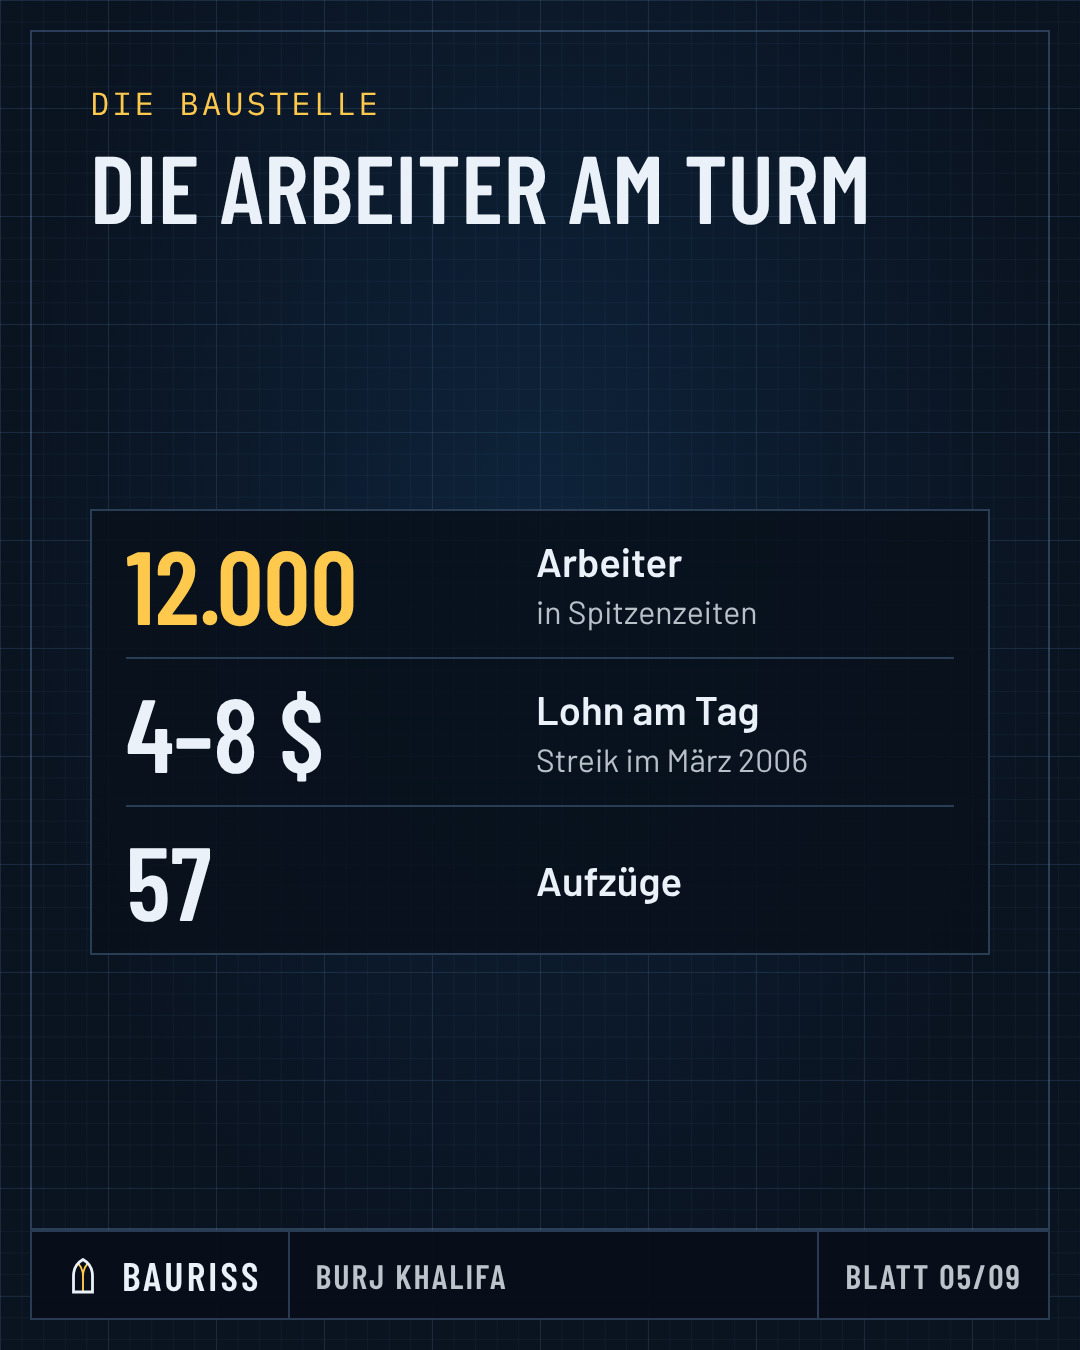 DIE BAUSTELLE
DIE ARBEITER AM TURM
12.000
Arbeiter
in Spitzenzeiten
4–8 $
Lohn am Tag
Streik im März 2006
57
Aufzüge
BAURISS
BURJ KHALIFA
BLATT 05/09